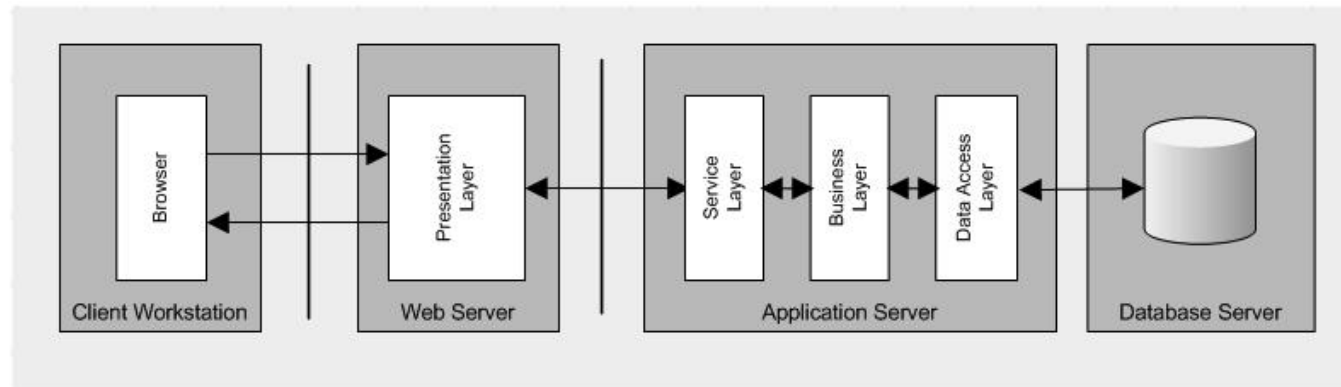 Browser
Client Workstation
Presentation
Layer
Web Server
Service
Layer
Business
Layer
Data Access
Layer
Application Server
Database Server